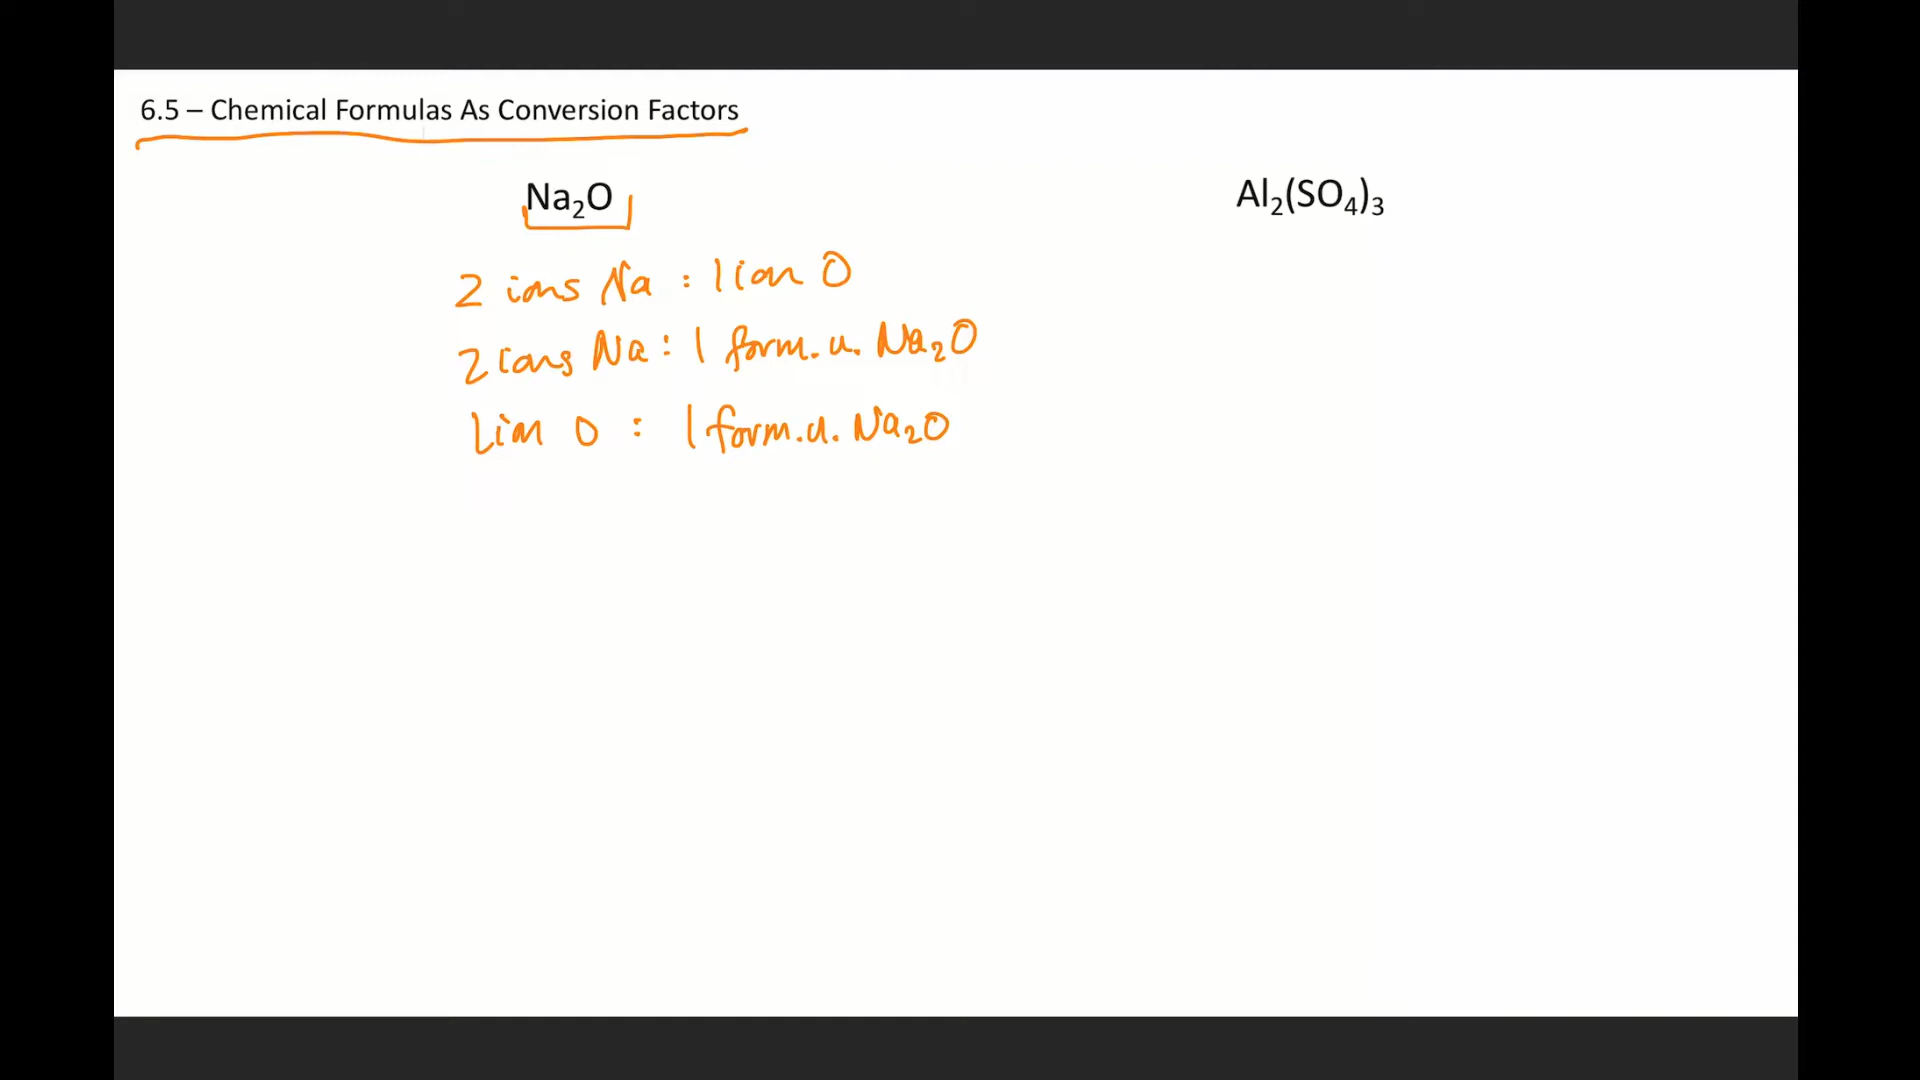 6.5 – Chemical Formulas As Conversion Factors
Na₂O
Al₂(SO₄)₃
2 ions Na : 1 ion O
2 ions Na : 1 form.u. Na₂O
1 ion O : 1 form.u. Na₂O